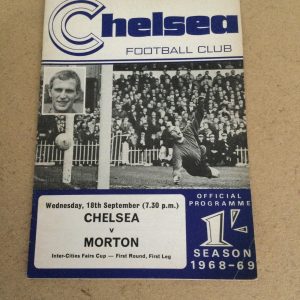 Chelsea
FOOTBALL CLUB
Wednesday, 18th September (7.30 p.m.)
CHELSEA
v
MORTON
Inter-Cities Fairs Cup — First Round, First Leg
OFFICIAL
PROGRAMME
1/-
SEASON
1968-69